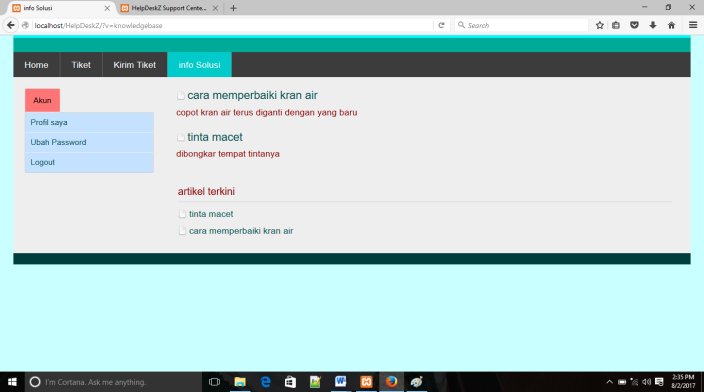 info Solusi
HelpDeskZ Support Cente...
localhost/HelpDeskZ/?v=knowledgebase
Search
Home
Tiket
Kirim Tiket
info Solusi
Akun
Profil saya
Ubah Password
Logout
cara memperbaiki kran air
copot kran air terus diganti dengan yang baru
tinta macet
dibongkar tempat tintanya
artikel terkini
tinta macet
cara memperbaiki kran air
I'm Cortana. Ask me anything.
2:35 PM
8/2/2017